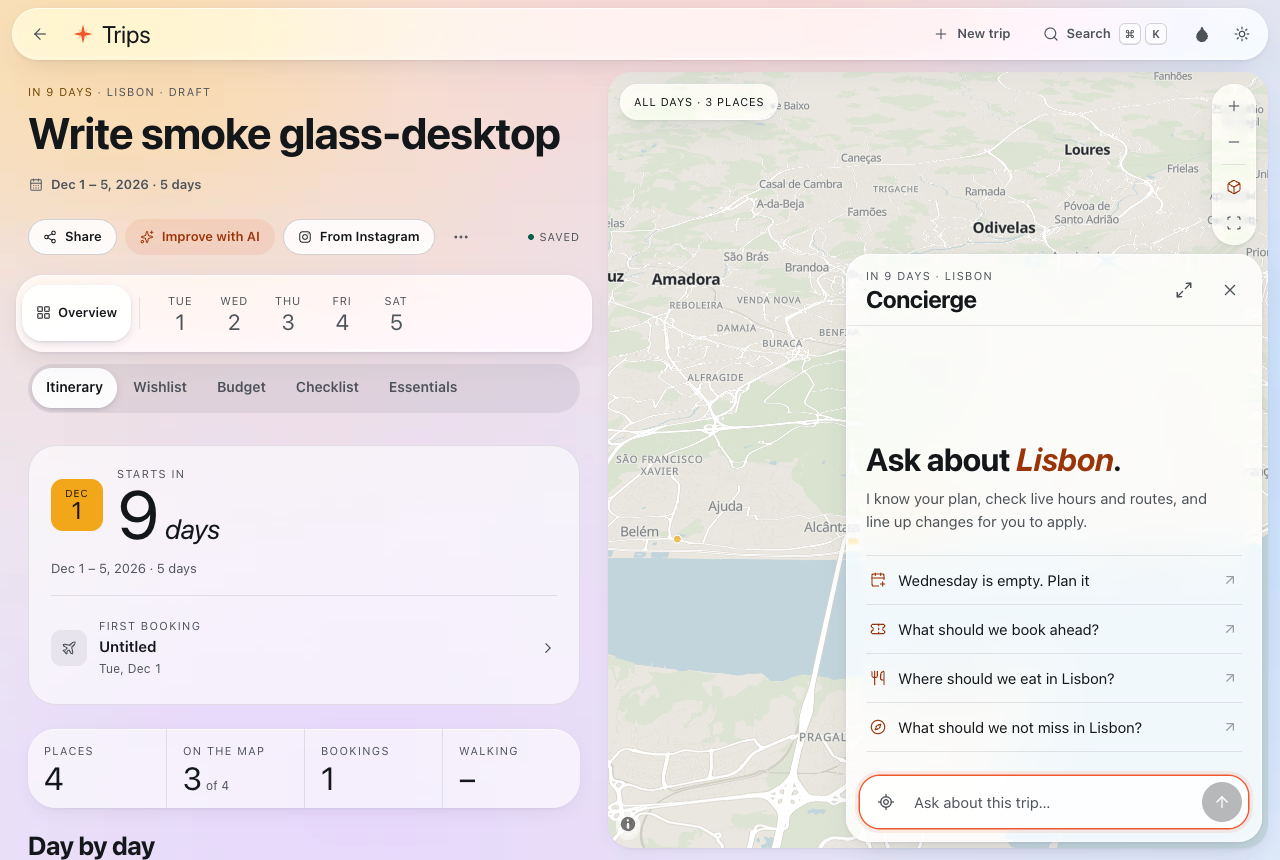 Trips
New trip
Search
⌘ K
IN 9 DAYS · LISBON · DRAFT
Write smoke glass-desktop
Dec 1 – 5, 2026 · 5 days
Share
Improve with AI
From Instagram
SAVED
Overview
TUE
1
WED
2
THU
3
FRI
4
SAT
5
Itinerary
Wishlist
Budget
Checklist
Essentials
DEC
1
STARTS IN
9 days
Dec 1 – 5, 2026 · 5 days
FIRST BOOKING
Untitled
Tue, Dec 1
PLACES
4
ON THE MAP
3 of 4
BOOKINGS
1
WALKING
–
Day by day
ALL DAYS · 3 PLACES
e Baixo
Fanhões
Loures
Caneças
Frielas
Casal de Cambra
TRIGACHE
Ramada
A-da-Beja
Famões
Póvoa de
Santo Adrião
Odivelas
São Brás
Brandoa
Amadora
REBOLEIRA
VENDA NOVA
DAMAIA
BURACA
ALFRAGIDE
SÃO FRANCISCO
XAVIER
Ajuda
Belém
PRAGAL
IN 9 DAYS · LISBON
Concierge
Ask about Lisbon.
I know your plan, check live hours and routes, and
line up changes for you to apply.
Wednesday is empty. Plan it
What should we book ahead?
Where should we eat in Lisbon?
What should we not miss in Lisbon?
Ask about this trip...